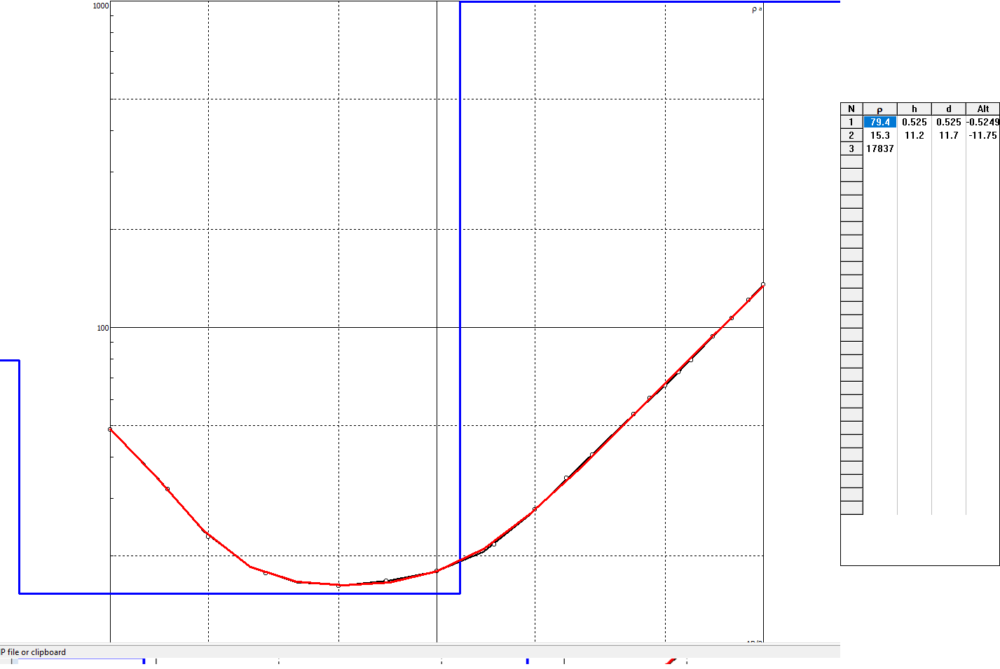 1000
ρ a
100
N ρ h d Alt
1 79.4 0.525 0.525 -0.5249
2 15.3 11.2 11.7 -11.75
3 17837
IP file or clipboard